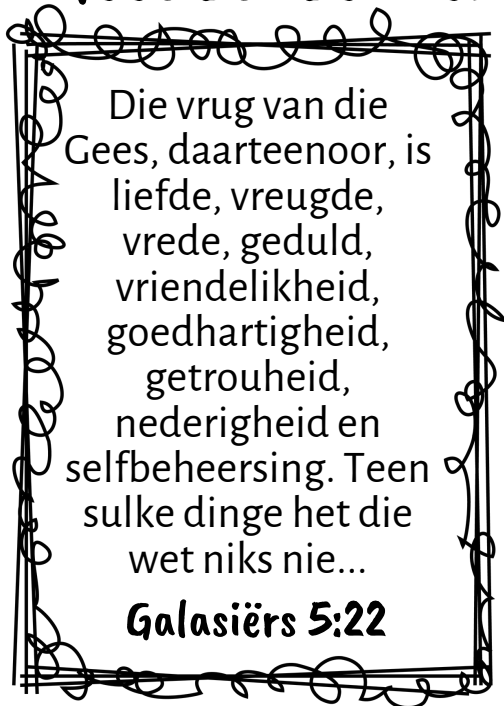 Die vrug van die
Gees, daarteenoor, is
liefde, vreugde,
vrede, geduld,
vriendelikheid,
goedhartigheid,
getrouheid,
nederigheid en
selfbeheersing. Teen
sulke dinge het die
wet niks nie...
Galasiërs 5:22